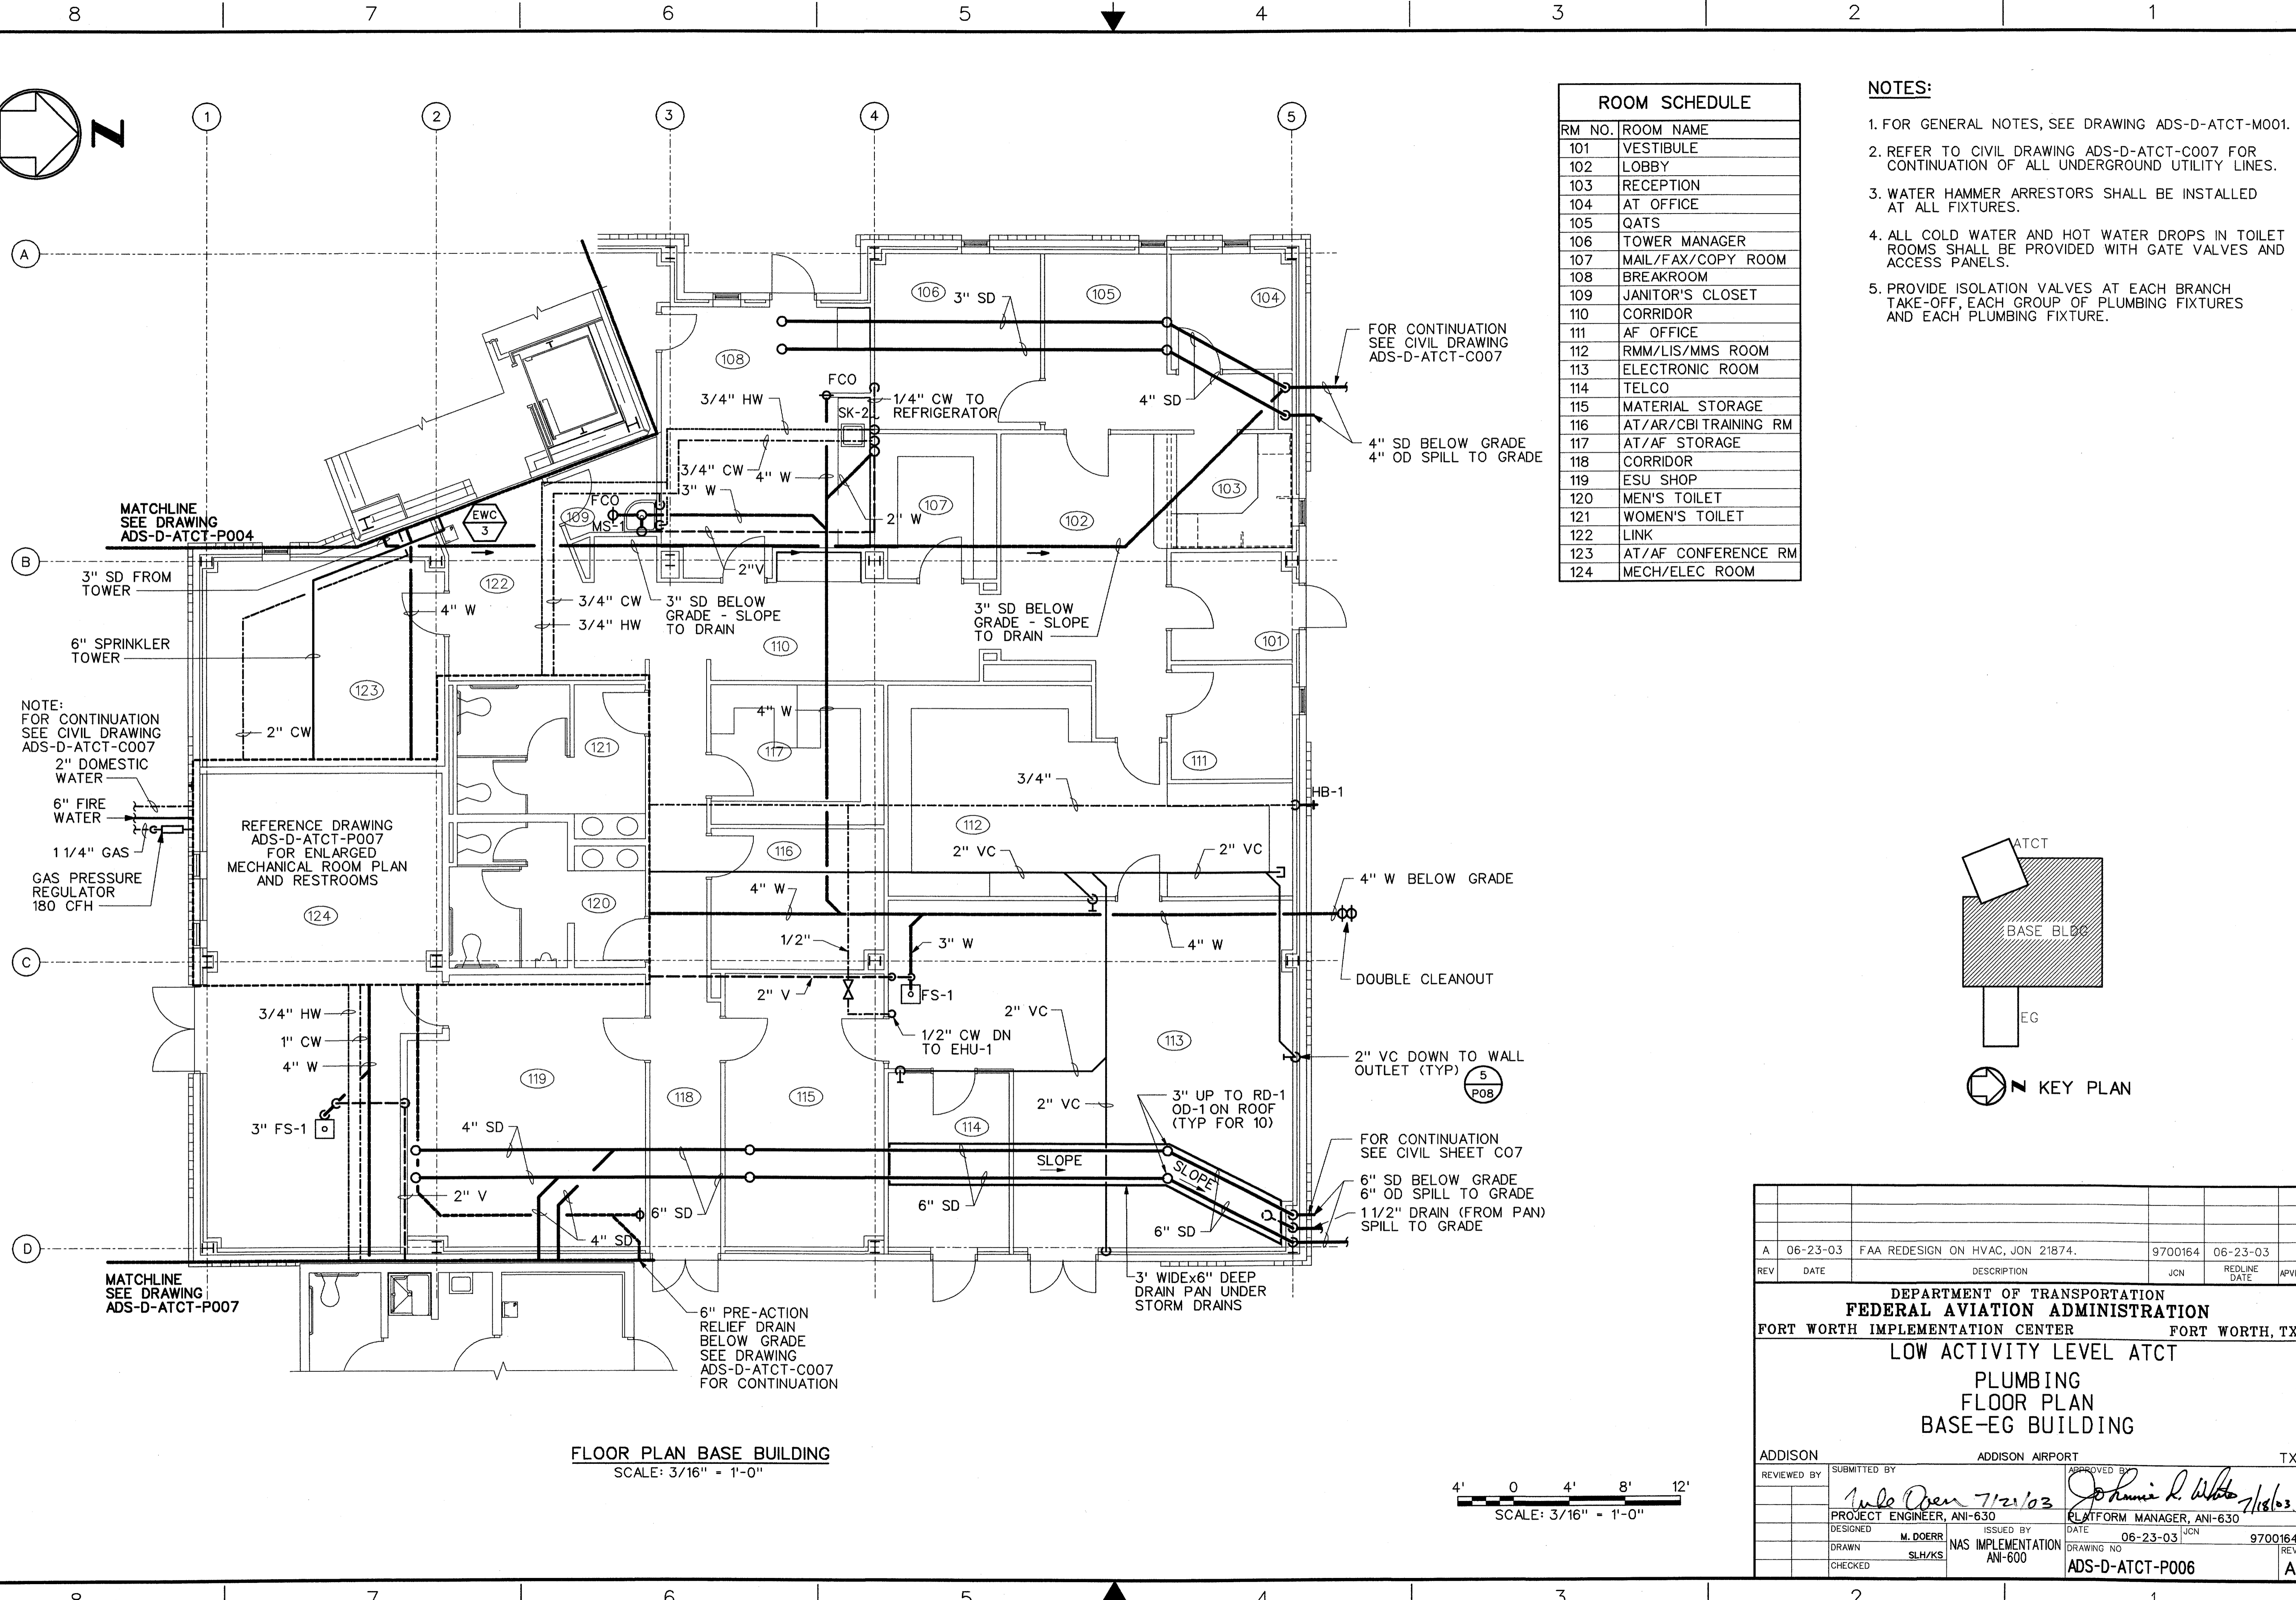 8 7 6 5 4 3 2 1
N
1 2 3 4 5
A
B
C
D
ROOM SCHEDULE
RM NO. ROOM NAME
101 VESTIBULE
102 LOBBY
103 RECEPTION
104 AT OFFICE
105 QATS
106 TOWER MANAGER
107 MAIL/FAX/COPY ROOM
108 BREAKROOM
109 JANITOR'S CLOSET
110 CORRIDOR
111 AF OFFICE
112 RMM/LIS/MMS ROOM
113 ELECTRONIC ROOM
114 TELCO
115 MATERIAL STORAGE
116 AT/AR/CBI TRAINING RM
117 AT/AF STORAGE
118 CORRIDOR
119 ESU SHOP
120 MEN'S TOILET
121 WOMEN'S TOILET
122 LINK
123 AT/AF CONFERENCE RM
124 MECH/ELEC ROOM
NOTES:
1. FOR GENERAL NOTES, SEE DRAWING ADS-D-ATCT-M001.
2. REFER TO CIVIL DRAWING ADS-D-ATCT-C007 FOR
CONTINUATION OF ALL UNDERGROUND UTILITY LINES.
3. WATER HAMMER ARRESTORS SHALL BE INSTALLED
AT ALL FIXTURES.
4. ALL COLD WATER AND HOT WATER DROPS IN TOILET
ROOMS SHALL BE PROVIDED WITH GATE VALVES AND
ACCESS PANELS.
5. PROVIDE ISOLATION VALVES AT EACH BRANCH
TAKE-OFF, EACH GROUP OF PLUMBING FIXTURES
AND EACH PLUMBING FIXTURE.
106
3" SD
105
104
108
FOR CONTINUATION
SEE CIVIL DRAWING
ADS-D-ATCT-C007
FCO
3/4" HW
SK-2
1/4" CW TO
REFRIGERATOR
4" SD
4" SD BELOW GRADE
4" OD SPILL TO GRADE
3/4" CW
4" W
3" W
FCO
109
MS-1
EWC
3
2" W
107
103
102
MATCHLINE
SEE DRAWING
ADS-D-ATCT-P004
3" SD FROM
TOWER
122
4" W
2"V
3/4" CW
3/4" HW
3" SD BELOW
GRADE - SLOPE
TO DRAIN
3" SD BELOW
GRADE - SLOPE
TO DRAIN
101
110
6" SPRINKLER
TOWER
123
2" CW
NOTE:
FOR CONTINUATION
SEE CIVIL DRAWING
ADS-D-ATCT-C007
2" DOMESTIC
WATER
6" FIRE
WATER
1 1/4" GAS
GAS PRESSURE
REGULATOR
180 CFH
121
4" W
117
111
3/4"
HB-1
REFERENCE DRAWING
ADS-D-ATCT-P007
FOR ENLARGED
MECHANICAL ROOM PLAN
AND RESTROOMS
124
112
116
2" VC
2" VC
120
4" W
4" W BELOW GRADE
1/2"
3" W
4" W
DOUBLE CLEANOUT
2" V
FS-1
2" VC
1/2" CW DN
TO EHU-1
113
3/4" HW
1" CW
4" W
2" VC DOWN TO WALL
OUTLET (TYP)
5
P08
119
118
115
114
2" VC
3" UP TO RD-1
OD-1 ON ROOF
(TYP FOR 10)
3" FS-1
4" SD
SLOPE
SLOPE
FOR CONTINUATION
SEE CIVIL SHEET C07
6" SD BELOW GRADE
6" OD SPILL TO GRADE
1 1/2" DRAIN (FROM PAN)
SPILL TO GRADE
2" V
6" SD
6" SD
6" SD
4" SD
MATCHLINE
SEE DRAWING
ADS-D-ATCT-P007
3' WIDEx6" DEEP
DRAIN PAN UNDER
STORM DRAINS
6" PRE-ACTION
RELIEF DRAIN
BELOW GRADE
SEE DRAWING
ADS-D-ATCT-C007
FOR CONTINUATION
FLOOR PLAN BASE BUILDING
SCALE: 3/16" = 1'-0"
4' 0 4' 8' 12'
SCALE: 3/16" = 1'-0"
ATCT
BASE BLDG
EG
N KEY PLAN
A 06-23-03 FAA REDESIGN ON HVAC, JON 21874. 9700164 06-23-03
REV DATE DESCRIPTION JCN REDLINE DATE
DEPARTMENT OF TRANSPORTATION
FEDERAL AVIATION ADMINISTRATION
FORT WORTH IMPLEMENTATION CENTER FORT WORTH, TX
LOW ACTIVITY LEVEL ATCT
PLUMBING
FLOOR PLAN
BASE-EG BUILDING
ADDISON ADDISON AIRPORT TX
REVIEWED BY SUBMITTED BY APPROVED BY
7/21/03 Johnnie R. White 7/18/03
PROJECT ENGINEER, ANI-630 PLATFORM MANAGER, ANI-630
DESIGNED M. DOERR ISSUED BY DATE 06-23-03 JCN 9700164
DRAWN SLH/KS NAS IMPLEMENTATION ANI-600 DRAWING NO REV
CHECKED ADS-D-ATCT-P006 A
8 7 6 5 4 3 2 1